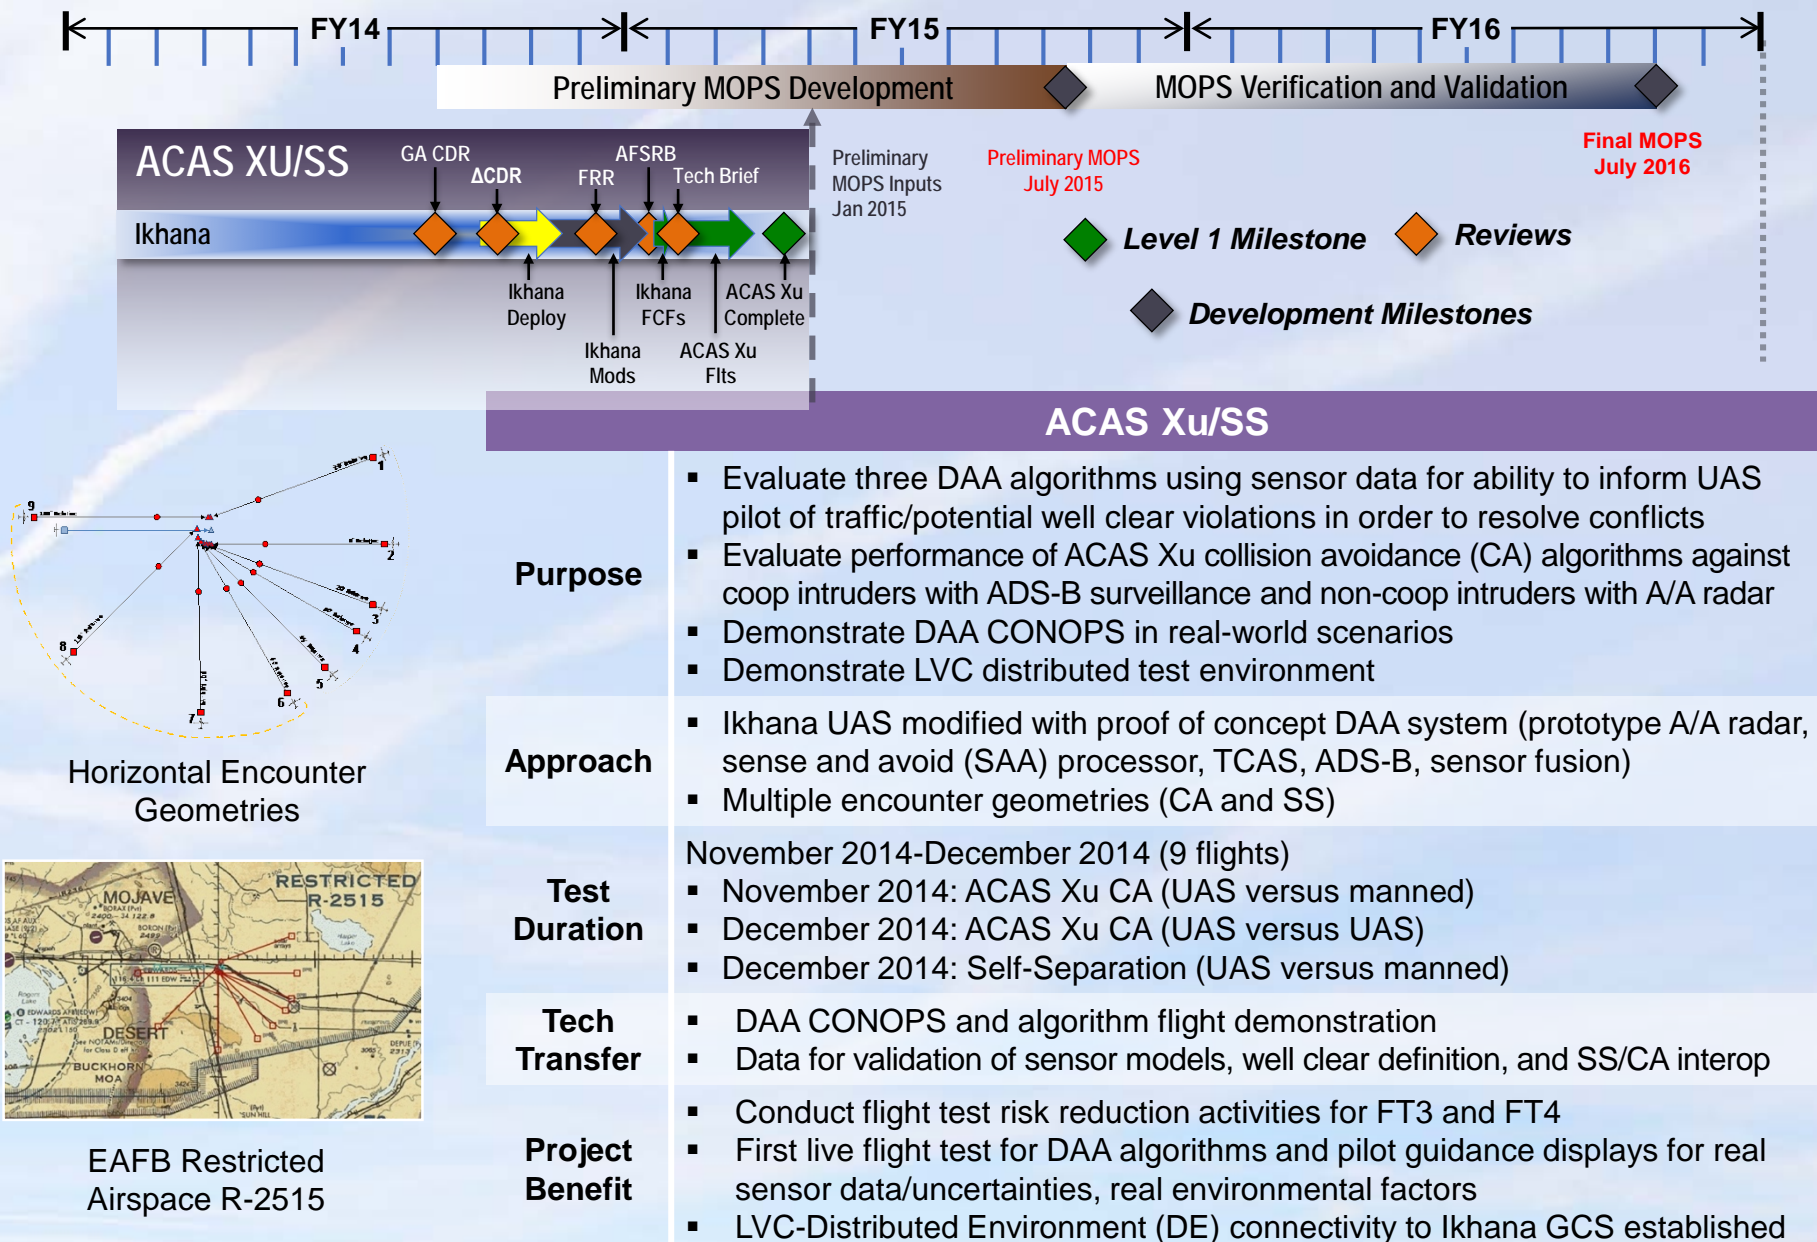 FY14
FY15
FY16
Preliminary MOPS Development
MOPS Verification and Validation
ACAS XU/SS
GA CDR
ΔCDR
FRR
AFSRB
Tech Brief
Ikhana
Ikhana
Deploy
Ikhana
Mods
Ikhana
FCFs
ACAS Xu
Flts
ACAS Xu
Complete
Preliminary
MOPS Inputs
Jan 2015
Preliminary MOPS
July 2015
Final MOPS
July 2016
Level 1 Milestone
Reviews
Development Milestones
1
2
3
4
5
6
7
8
9
Horizontal Encounter
Geometries
RESTRICTED
R-2515
MOJAVE
BORON
EDWARDS
DESERT
BUCKHORN
MOA
EAFB Restricted
Airspace R-2515
ACAS Xu/SS
Purpose
▪ Evaluate three DAA algorithms using sensor data for ability to inform UAS
pilot of traffic/potential well clear violations in order to resolve conflicts
▪ Evaluate performance of ACAS Xu collision avoidance (CA) algorithms against
coop intruders with ADS-B surveillance and non-coop intruders with A/A radar
▪ Demonstrate DAA CONOPS in real-world scenarios
▪ Demonstrate LVC distributed test environment
Approach
▪ Ikhana UAS modified with proof of concept DAA system (prototype A/A radar,
sense and avoid (SAA) processor, TCAS, ADS-B, sensor fusion)
▪ Multiple encounter geometries (CA and SS)
Test
Duration
November 2014-December 2014 (9 flights)
▪ November 2014: ACAS Xu CA (UAS versus manned)
▪ December 2014: ACAS Xu CA (UAS versus UAS)
▪ December 2014: Self-Separation (UAS versus manned)
Tech
Transfer
▪ DAA CONOPS and algorithm flight demonstration
▪ Data for validation of sensor models, well clear definition, and SS/CA interop
Project
Benefit
▪ Conduct flight test risk reduction activities for FT3 and FT4
▪ First live flight test for DAA algorithms and pilot guidance displays for real
sensor data/uncertainties, real environmental factors
▪ LVC-Distributed Environment (DE) connectivity to Ikhana GCS established